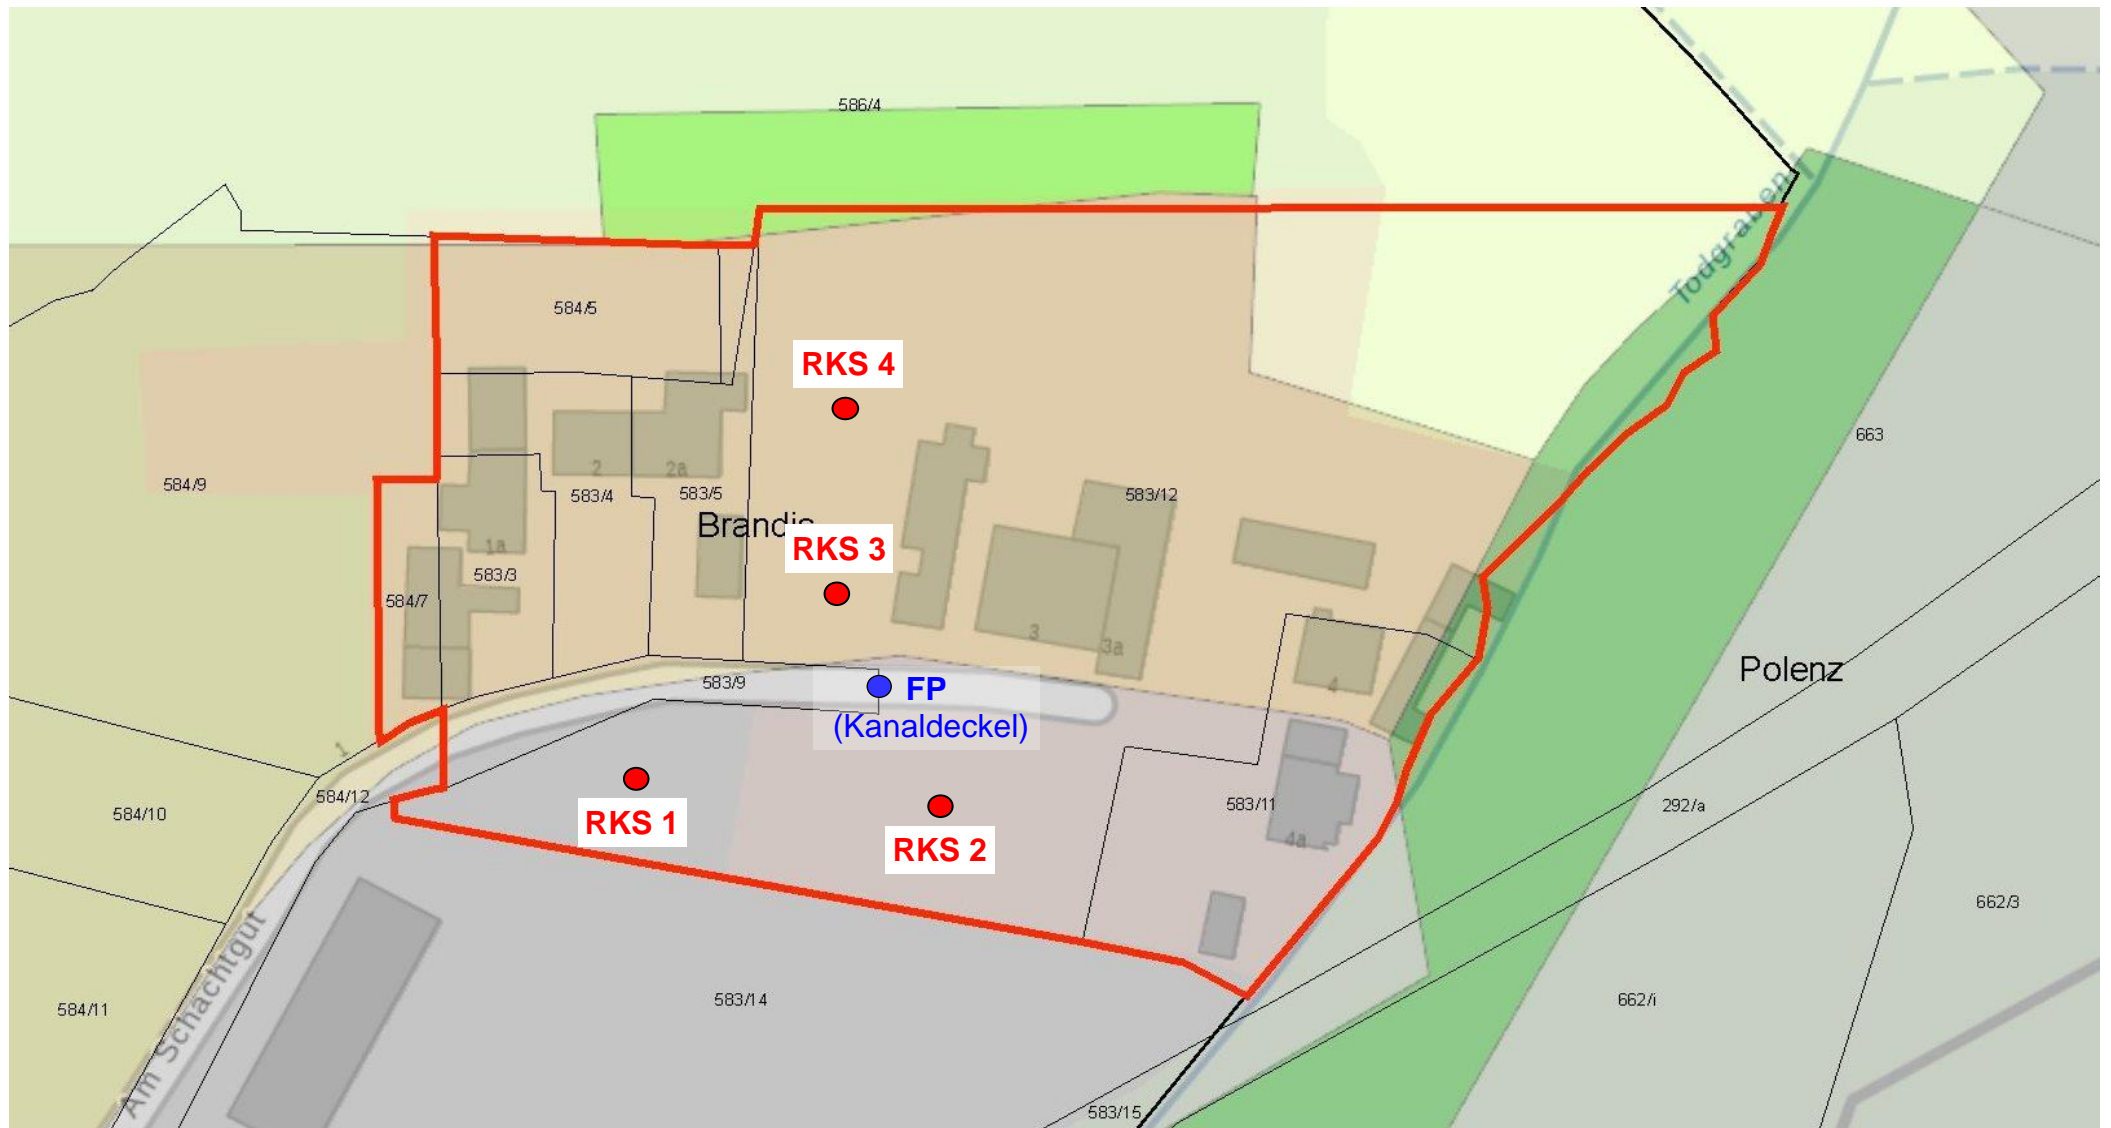 586/4
Todgraben
584/5
RKS 4
663
584/9
2
2a
583/4
583/5
583/12
Brandis
RKS 3
1a
583/3
584/7
3
3a
4
Polenz
583/9
FP
(Kanaldeckel)
1
584/12
584/10
RKS 1
RKS 2
583/11
4a
292/a
662/3
Am Schachtgut
584/11
583/14
662/i
583/15